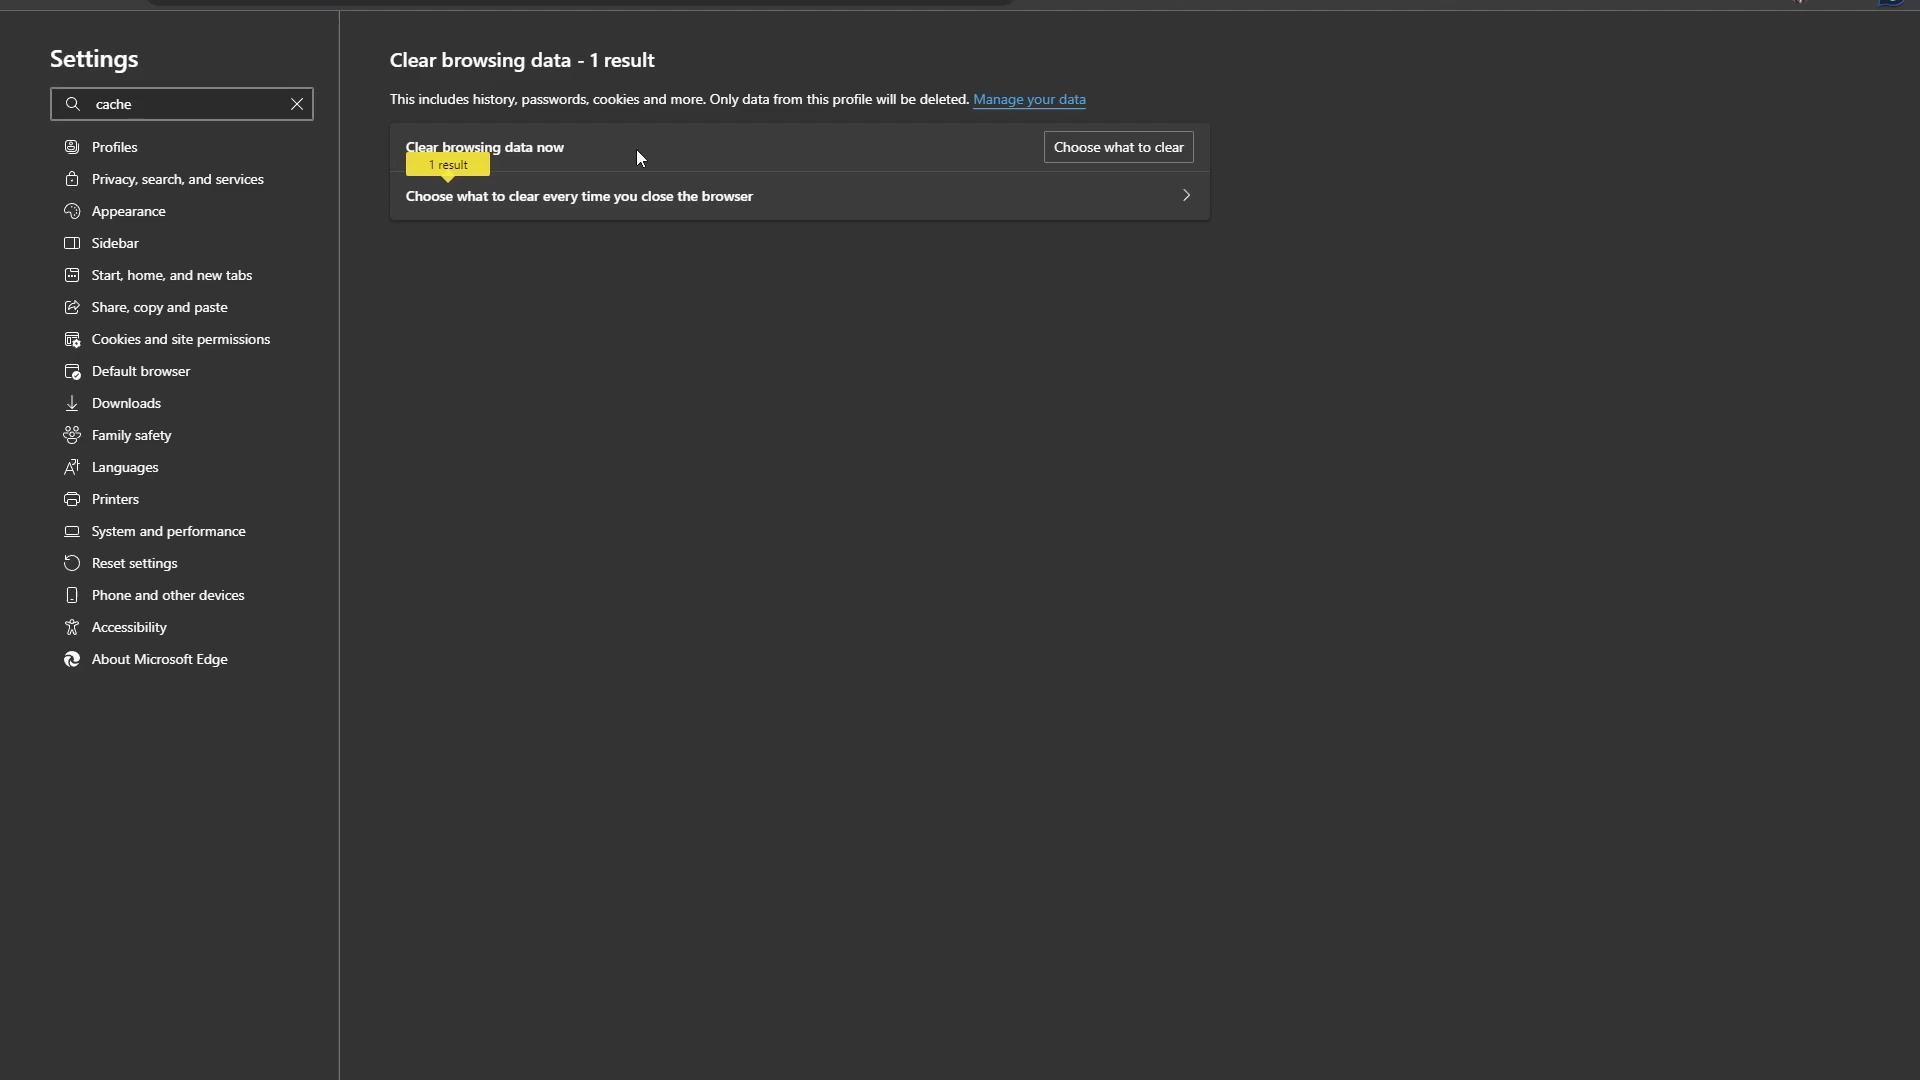 Settings
cache
Profiles
Privacy, search, and services
Appearance
Sidebar
Start, home, and new tabs
Share, copy and paste
Cookies and site permissions
Default browser
Downloads
Family safety
Languages
Printers
System and performance
Reset settings
Phone and other devices
Accessibility
About Microsoft Edge
Clear browsing data - 1 result
This includes history, passwords, cookies and more. Only data from this profile will be deleted. Manage your data
Clear browsing data now
Choose what to clear
1 result
Choose what to clear every time you close the browser